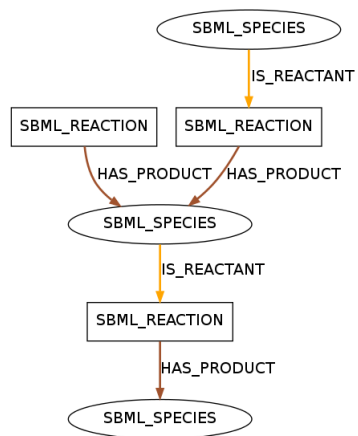 SBML_SPECIES
IS_REACTANT
SBML_REACTION
SBML_REACTION
HAS_PRODUCT
HAS_PRODUCT
SBML_SPECIES
IS_REACTANT
SBML_REACTION
HAS_PRODUCT
SBML_SPECIES